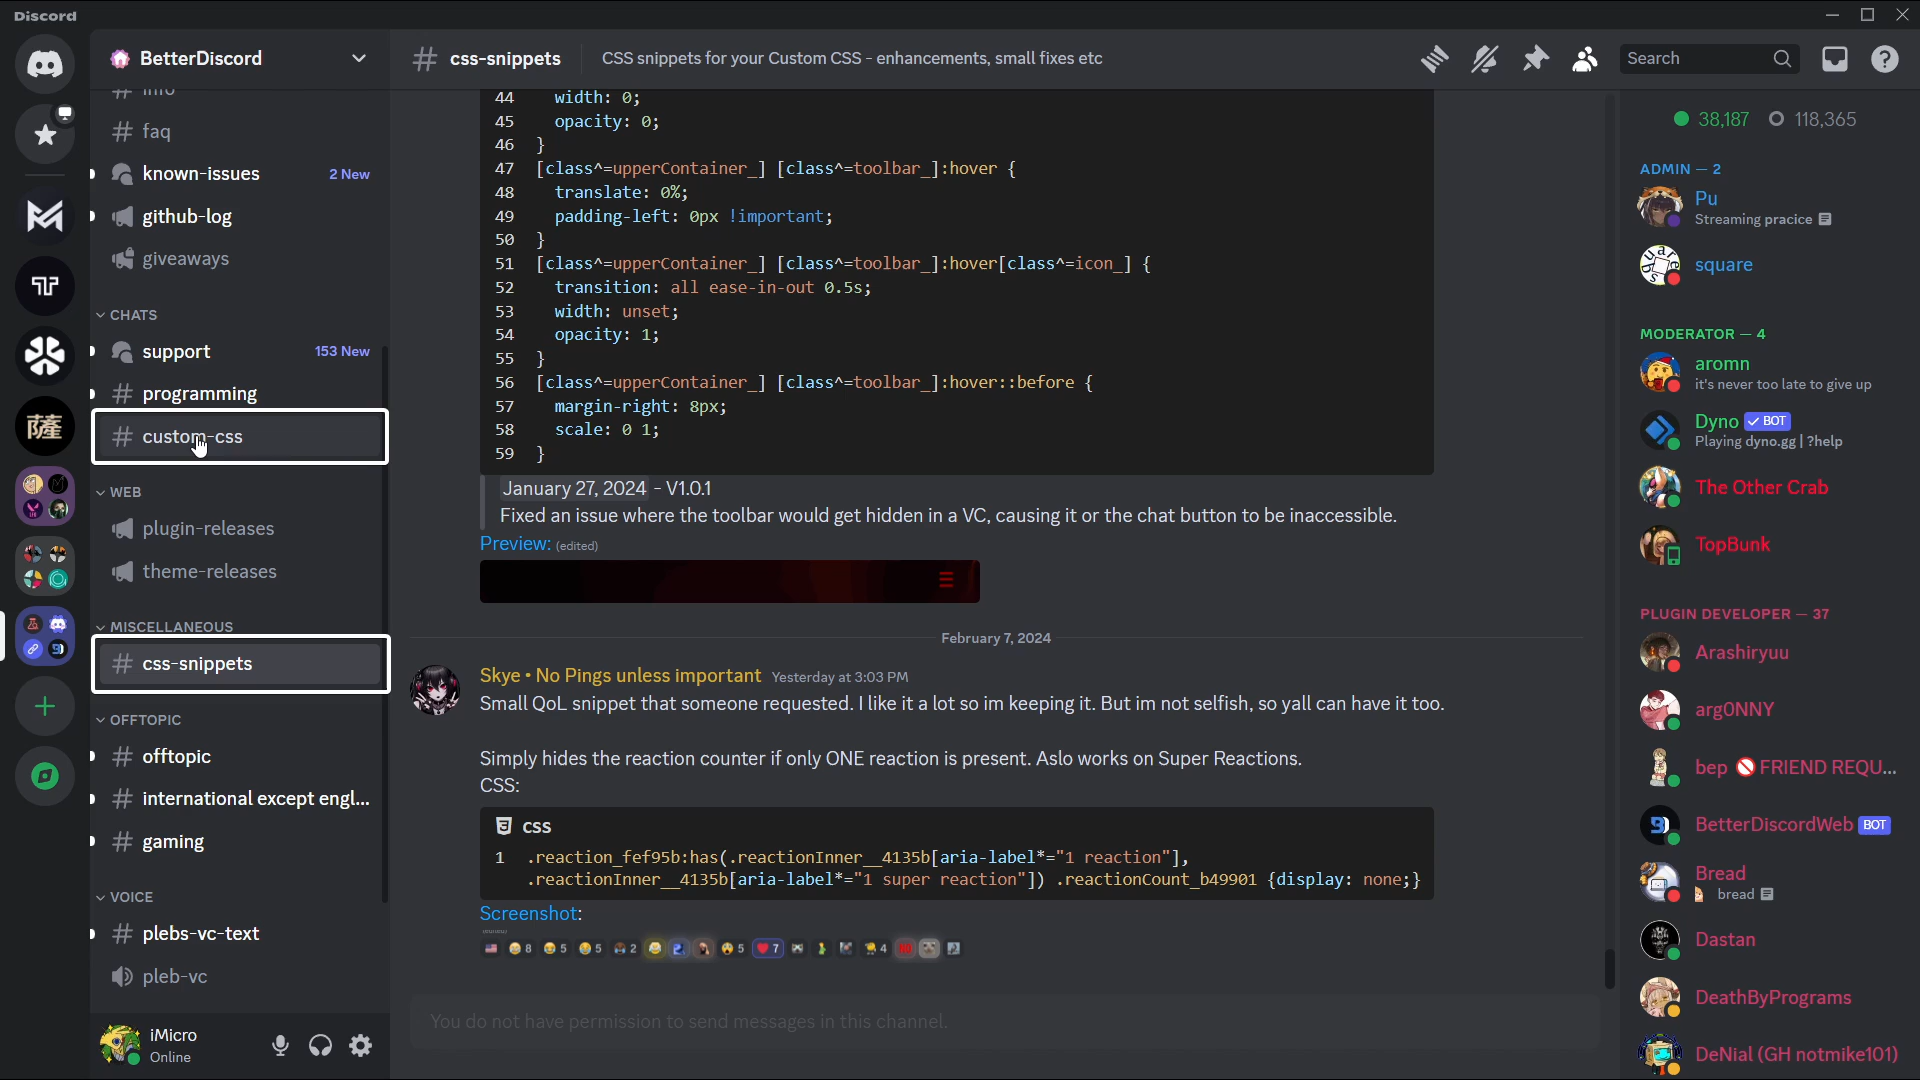 Discord
BetterDiscord
css-snippets
CSS snippets for your Custom CSS - enhancements, small fixes etc
Search
info
faq
known-issues 2 New
github-log
giveaways
CHATS
support 153 New
programming
custom-css
WEB
plugin-releases
theme-releases
MISCELLANEOUS
css-snippets
OFFTOPIC
offtopic
international except engl...
gaming
VOICE
plebs-vc-text
pleb-vc
iMicro
Online
44 width: 0;
45 opacity: 0;
46 }
47 [class^=upperContainer_] [class^=toolbar_]:hover {
48 translate: 0%;
49 padding-left: 0px !important;
50 }
51 [class^=upperContainer_] [class^=toolbar_]:hover[class^=icon_] {
52 transition: all ease-in-out 0.5s;
53 width: unset;
54 opacity: 1;
55 }
56 [class^=upperContainer_] [class^=toolbar_]:hover::before {
57 margin-right: 8px;
58 scale: 0 1;
59 }
January 27, 2024 - V1.0.1
Fixed an issue where the toolbar would get hidden in a VC, causing it or the chat button to be inaccessible.
Preview: (edited)
February 7, 2024
Skye • No Pings unless important Yesterday at 3:03 PM
Small QoL snippet that someone requested. I like it a lot so im keeping it. But im not selfish, so yall can have it too.
Simply hides the reaction counter if only ONE reaction is present. Aslo works on Super Reactions.
CSS:
css
1 .reaction_fef95b:has(.reactionInner__4135b[aria-label*="1 reaction"],
.reactionInner__4135b[aria-label*="1 super reaction"]) .reactionCount_b49901 {display: none;}
Screenshot:
8 5 5 2 5 7 4
You do not have permission to send messages in this channel.
38,187 118,365
ADMIN — 2
Pu
Streaming pracice
square
MODERATOR — 4
aromn
it's never too late to give up
Dyno BOT
Playing dyno.gg | ?help
The Other Crab
TopBunk
PLUGIN DEVELOPER — 37
Arashiryuu
arg0NNY
bep 🚫 FRIEND REQU...
BetterDiscordWeb BOT
Bread
bread
Dastan
DeathByPrograms
DeNial (GH notmike101)